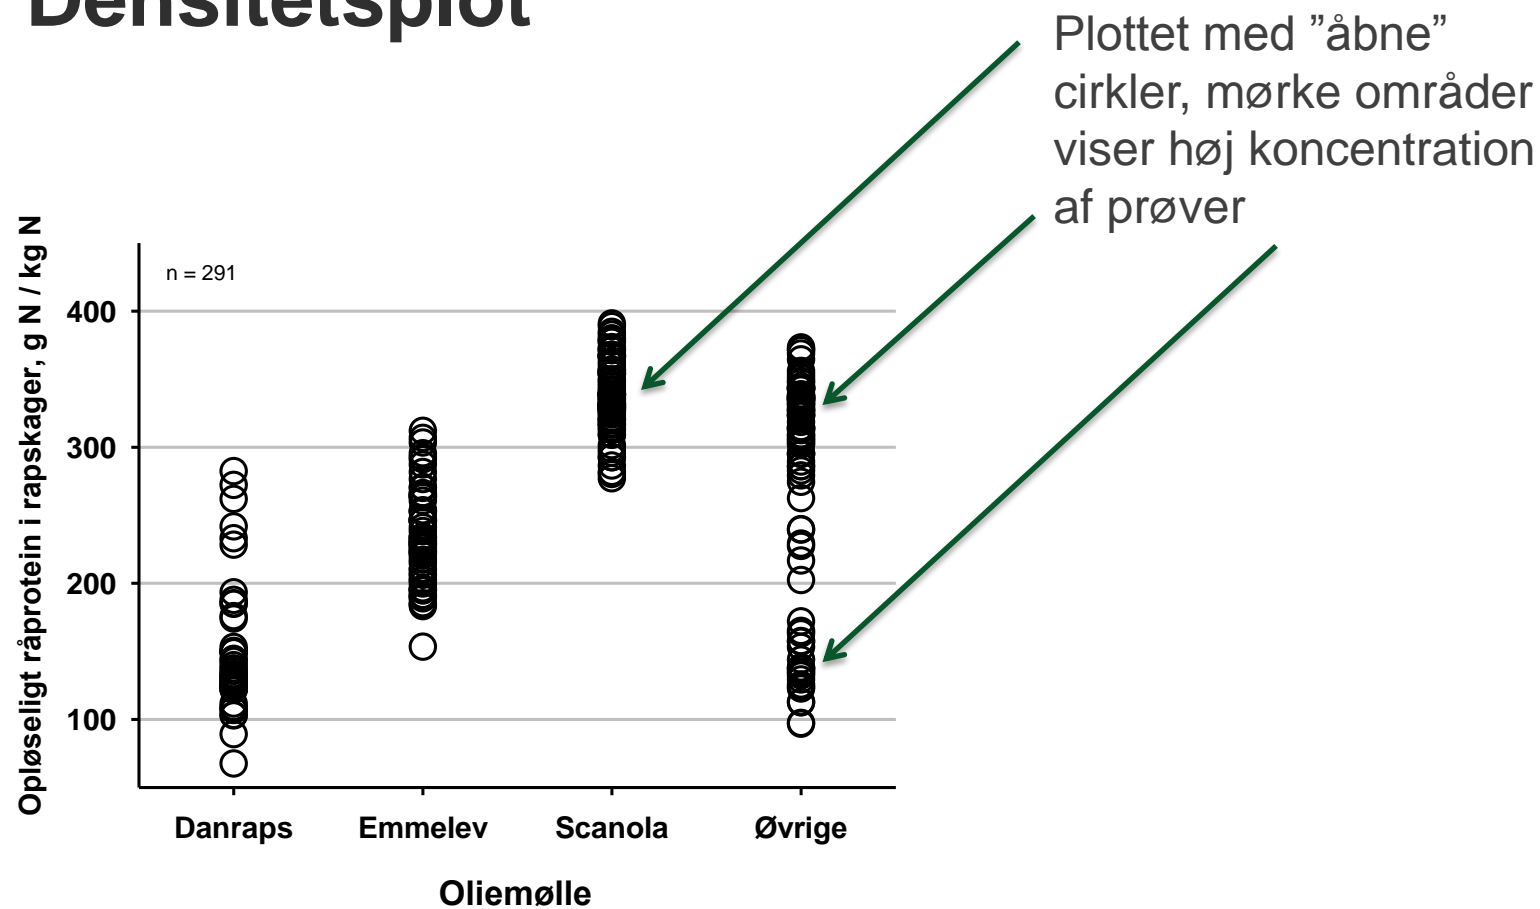 Densitetsplot
Plottet med ”åbne”
cirkler, mørke områder
viser høj koncentration
af prøver
Opløseligt råprotein i rapskager, g N / kg N
n = 291
400
300
200
100
Danraps Emmelev Scanola Øvrige
Oliemølle